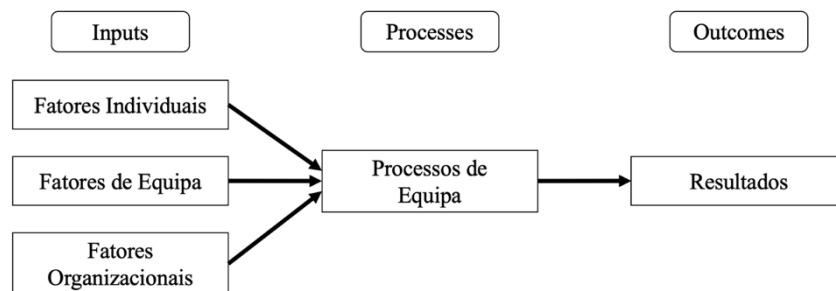 Inputs
Processes
Outcomes
Fatores Individuais
Fatores de Equipa
Fatores
Organizacionais
Processos de
Equipa
Resultados